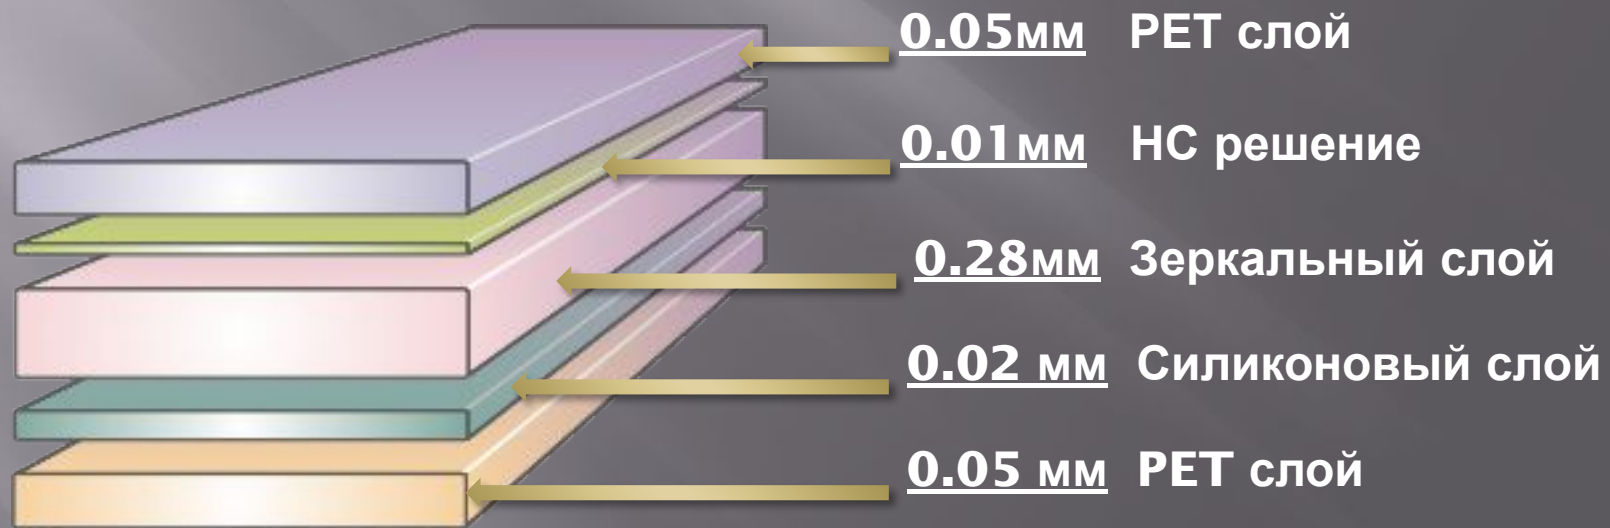 0.05мм PET слой
0.01мм HC решение
0.28мм Зеркальный слой
0.02 мм Силиконовый слой
0.05 мм PET слой